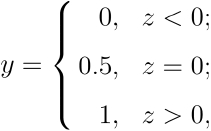 y = { 0, z < 0;
0.5, z = 0;
1, z > 0,